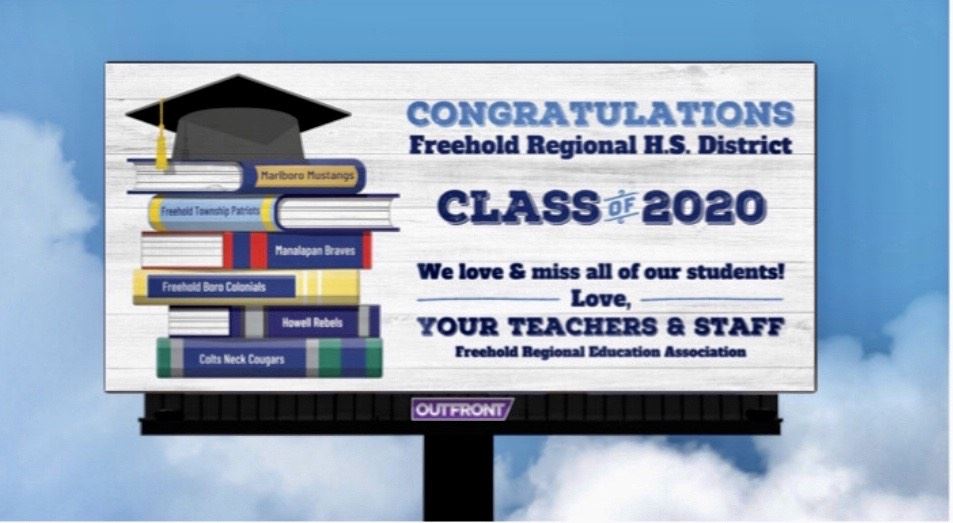 CONGRATULATIONS
Freehold Regional H.S. District
CLASS OF 2020
We love & miss all of our students!
Love,
YOUR TEACHERS & STAFF
Freehold Regional Education Association
Marlboro Mustangs
Freehold Township Patriots
Manalapan Braves
Freehold Boro Colonials
Howell Rebels
Colts Neck Cougars
OUTFRONT